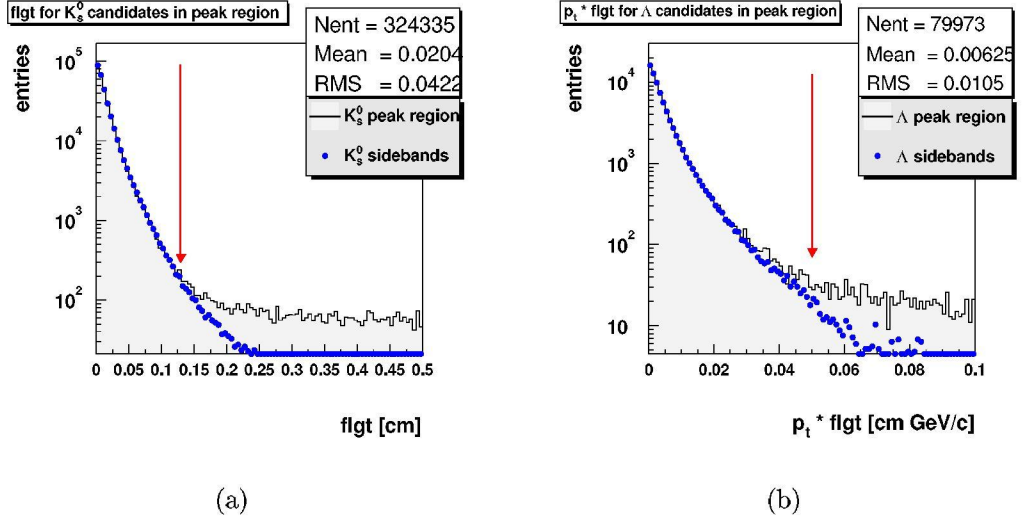 flgt for K⁰ₛ candidates in peak region
Nent = 324335
Mean = 0.0204
RMS = 0.0422
K⁰ₛ peak region
K⁰ₛ sidebands
entries
10⁵
10⁴
10³
10²
0 0.05 0.1 0.15 0.2 0.25 0.3 0.35 0.4 0.45 0.5
flgt [cm]
(a)
pₜ * flgt for Λ candidates in peak region
Nent = 79973
Mean = 0.00625
RMS = 0.0105
Λ peak region
Λ sidebands
entries
10⁴
10³
10²
10
0 0.02 0.04 0.06 0.08 0.1
pₜ * flgt [cm GeV/c]
(b)